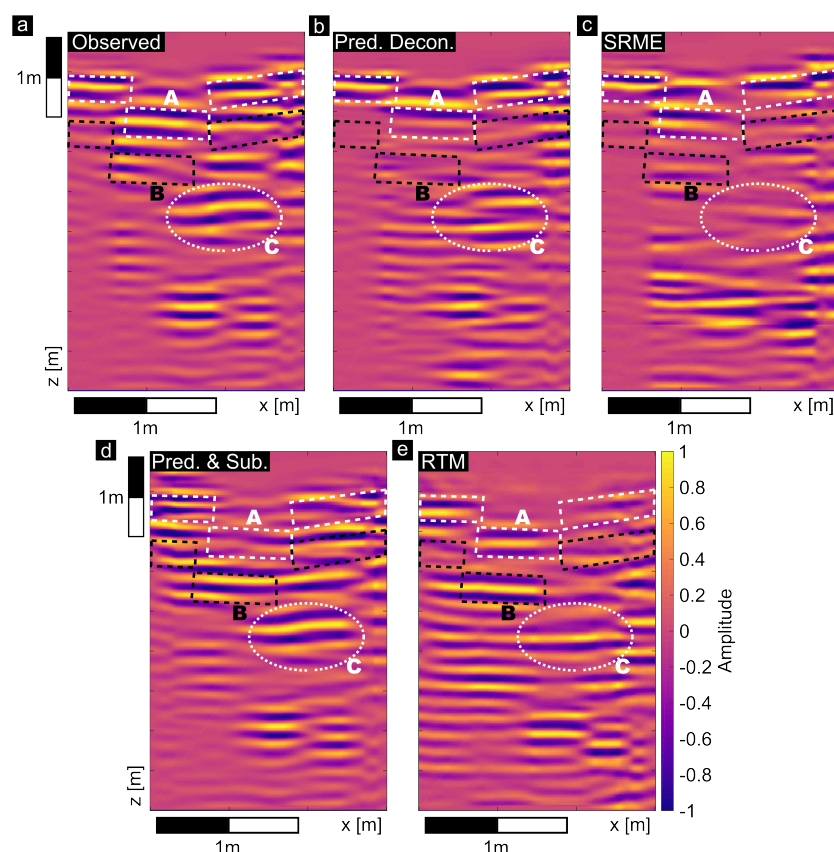 a Observed
b Pred. Decon.
c SRME
1m
A
A
A
B
B
B
C
C
C
z [m]
x [m]
x [m]
x [m]
1m
1m
1m
d Pred. & Sub.
e RTM
1m
A
A
B
B
C
C
z [m]
x [m]
x [m]
1m
1m
1
0.8
0.6
0.4
0.2
0
-0.2
-0.4
-0.6
-0.8
-1
Amplitude